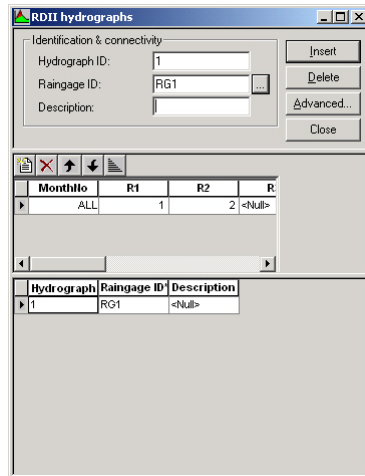 RDII hydrographs
Identification & connectivity
Hydrograph ID: 1
Raingage ID: RG1 ...
Description:
Insert
Delete
Advanced...
Close
MonthNo R1 R2 R
ALL 1 2 <Null>
Hydrograph Raingage ID* Description
1 RG1 <Null>